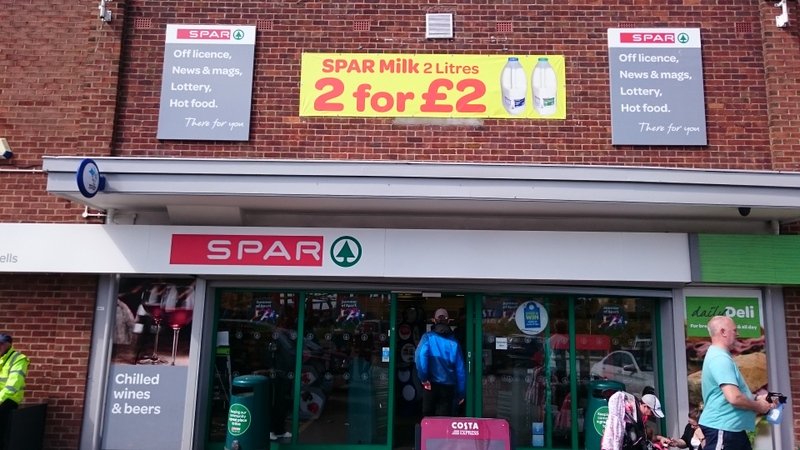 SPAR
Off licence,
News & mags,
Lottery,
Hot food.
There for you
SPAR Milk 2 Litres
2 for £2
SPAR
Off licence,
News & mags,
Lottery,
Hot food.
There for you
ells
SPAR
daily Deli
Chilled
wines
& beers
COSTA
EXPRESS